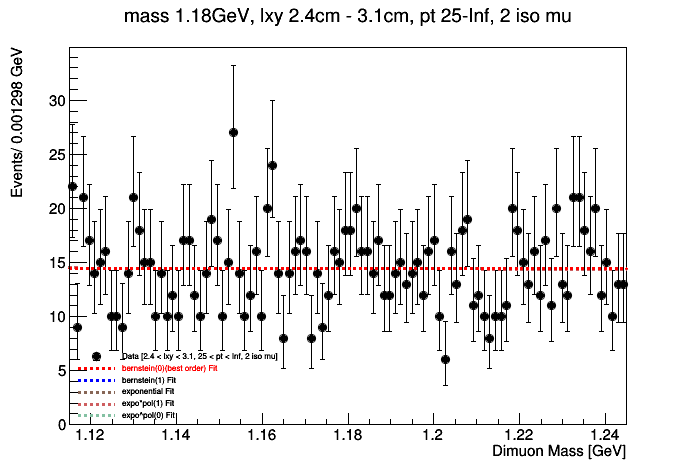 mass 1.18GeV, lxy 2.4cm - 3.1cm, pt 25-Inf, 2 iso mu
Events/ 0.001298 GeV
30
25
20
15
10
5
0
Data [2.4 < lxy < 3.1, 25 < pt < Inf, 2 iso mu]
bernstein(0)(best order) Fit
bernstein(1) Fit
exponential Fit
expo*pol(1) Fit
expo^pol(0) Fit
1.12 1.14 1.16 1.18 1.2 1.22 1.24
Dimuon Mass [GeV]